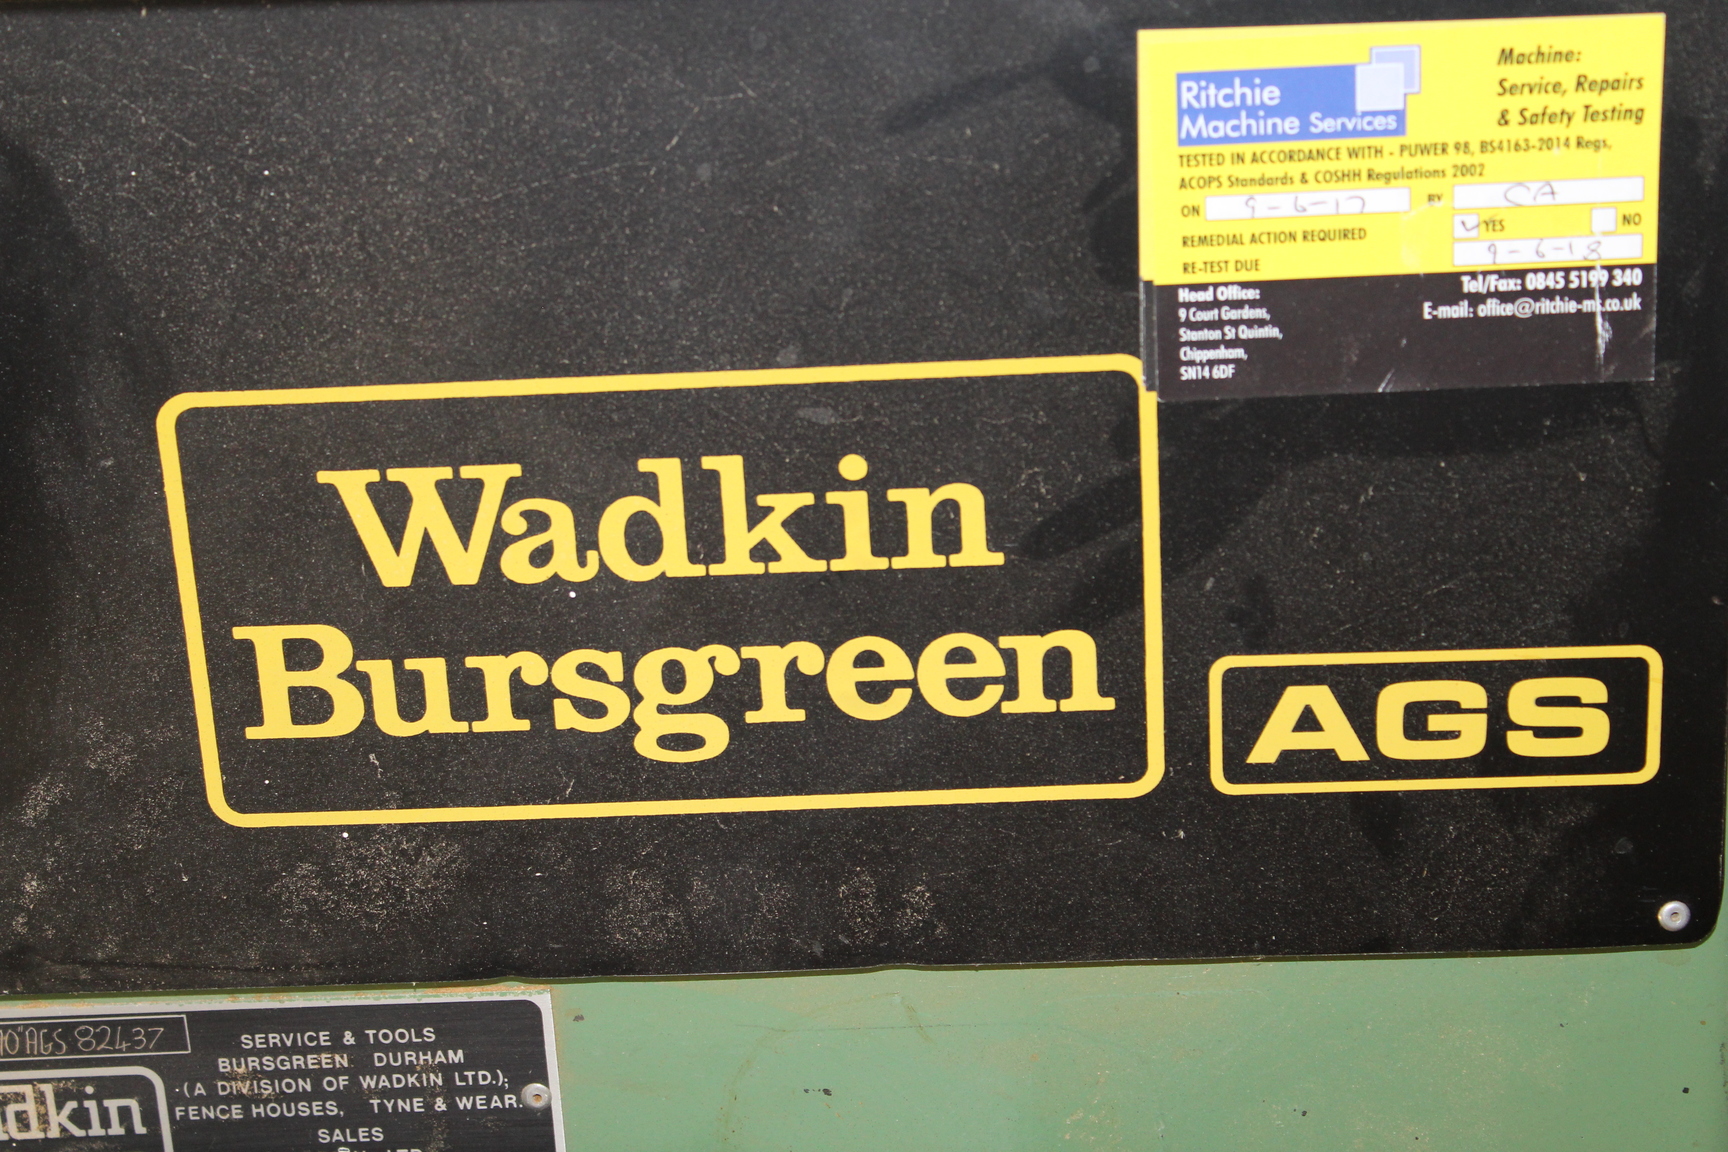 Ritchie
Machine Services
Machine:
Service, Repairs
& Safety Testing
TESTED IN ACCORDANCE WITH - PUWER 98, BS4163-2014 Regs,
ACOPS Standards & COSHH Regulations 2002
ON 9-6-17 BY CA
REMEDIAL ACTION REQUIRED YES NO
RE-TEST DUE 9-6-18
Head Office:
9 Court Gardens,
Stanton St Quintin,
Chippenham,
SN14 6DF
Tel/Fax: 0845 5199 340
E-mail: office@ritchie-ms.co.uk
Wadkin
Bursgreen
AGS
10"AGS 82437
SERVICE & TOOLS
BURSGREEN DURHAM
(A DIVISION OF WADKIN LTD.);
FENCE HOUSES, TYNE & WEAR.
SALES
dkin